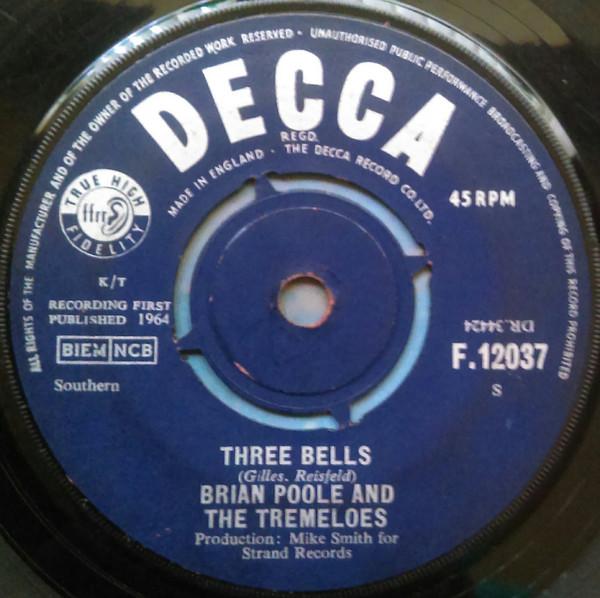 ALL RIGHTS OF THE MANUFACTURER AND OF THE OWNER OF THE RECORDED WORK RESERVED · UNAUTHORISED PUBLIC PERFORMANCE BROADCASTING AND COPYING OF THIS RECORD PROHIBITED
DECCA
REGD.
MADE IN ENGLAND · THE DECCA RECORD CO. LTD.
45 RPM
TRUE HIGH
ffrr
FIDELITY
K/T
RECORDING FIRST
PUBLISHED 1964
BIEM NCB
Southern
DR.34424
F.12037
S
THREE BELLS
(Gilles. Reisfeld)
BRIAN POOLE AND
THE TREMELOES
Production: Mike Smith for
Strand Records